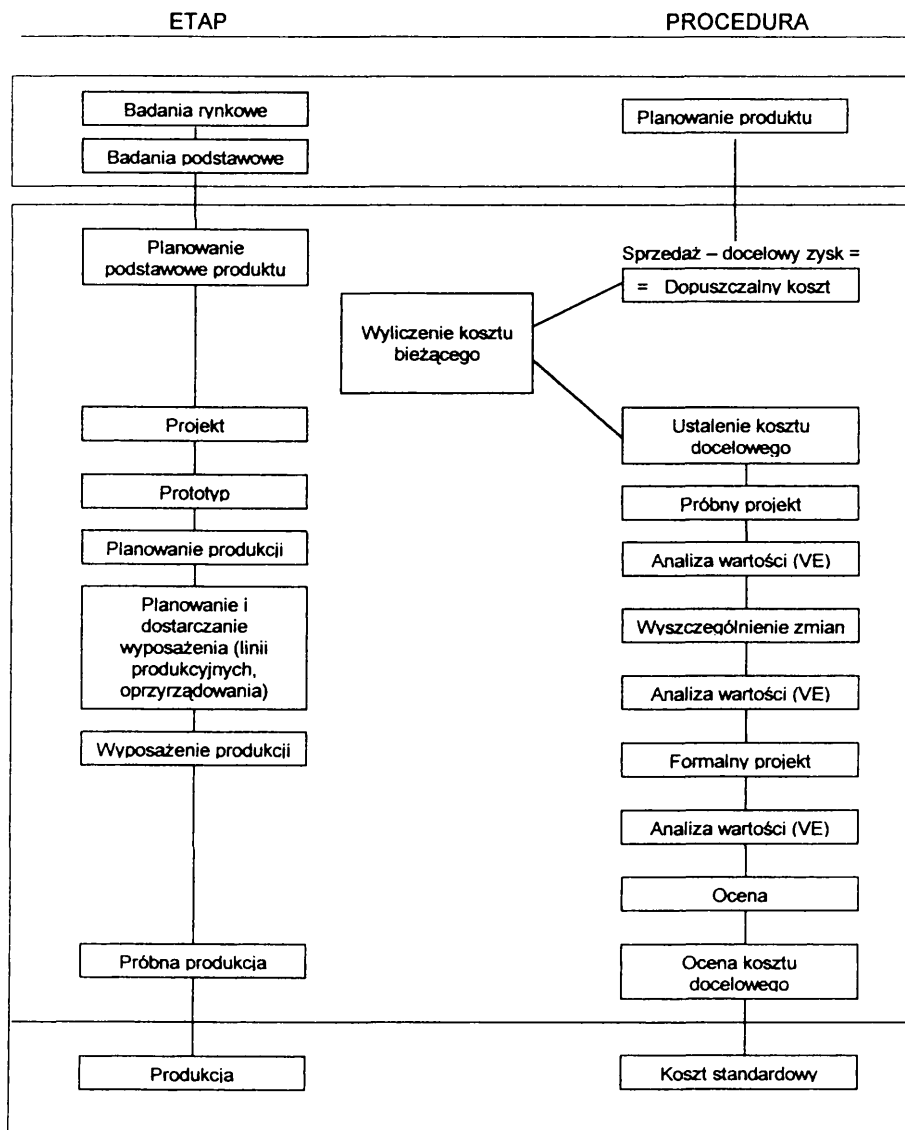 ETAP
PROCEDURA
Badania rynkowe
Badania podstawowe
Planowanie produktu
Planowanie
podstawowe produktu
Sprzedaż – docelowy zysk =
= Dopuszczalny koszt
Wyliczenie kosztu
bieżącego
Projekt
Prototyp
Planowanie produkcji
Planowanie i
dostarczanie
wyposażenia (linii
produkcyjnych,
oprzyrządowania)
Wyposażenie produkcji
Próbna produkcja
Produkcja
Ustalenie kosztu
docelowego
Próbny projekt
Analiza wartości (VE)
Wyszczególnienie zmian
Analiza wartości (VE)
Formalny projekt
Analiza wartości (VE)
Ocena
Ocena kosztu
docelowego
Koszt standardowy